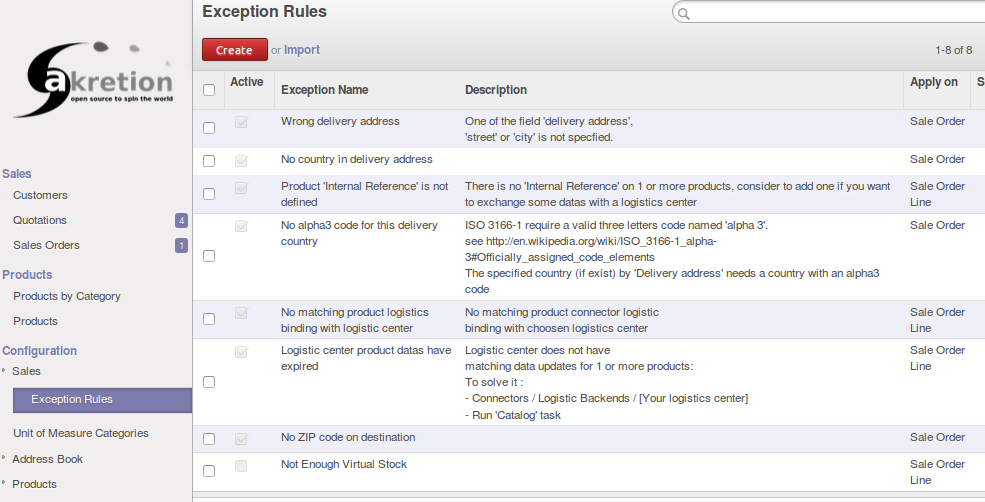 akretion
open source to spin the world
Sales
Customers
Quotations 4
Sales Orders 1
Products
Products by Category
Products
Configuration
Sales
Exception Rules
Unit of Measure Categories
Address Book
Products
Exception Rules
Create or Import
1-8 of 8
Active Exception Name Description Apply on S
Wrong delivery address
One of the field 'delivery address',
'street' or 'city' is not specfied.
Sale Order
No country in delivery address
Sale Order
Product 'Internal Reference' is not
defined
There is no 'Internal Reference' on 1 or more products, consider to add one if you want
to exchange some datas with a logistics center
Sale Order
Line
No alpha3 code for this delivery
country
ISO 3166-1 require a valid three letters code named 'alpha 3'.
see http://en.wikipedia.org/wiki/ISO_3166-1_alpha-
3#Officially_assigned_code_elements
The specified country (if exist) by 'Delivery address' needs a country with an alpha3
code
Sale Order
No matching product logistics
binding with logistic center
No matching product connector logistic
binding with choosen logistics center
Sale Order
Line
Logistic center product datas have
expired
Logistic center does not have
matching data updates for 1 or more products:
To solve it :
- Connectors / Logistic Backends / [Your logistics center]
- Run 'Catalog' task
Sale Order
Line
No ZIP code on destination
Sale Order
Not Enough Virtual Stock
Sale Order
Line